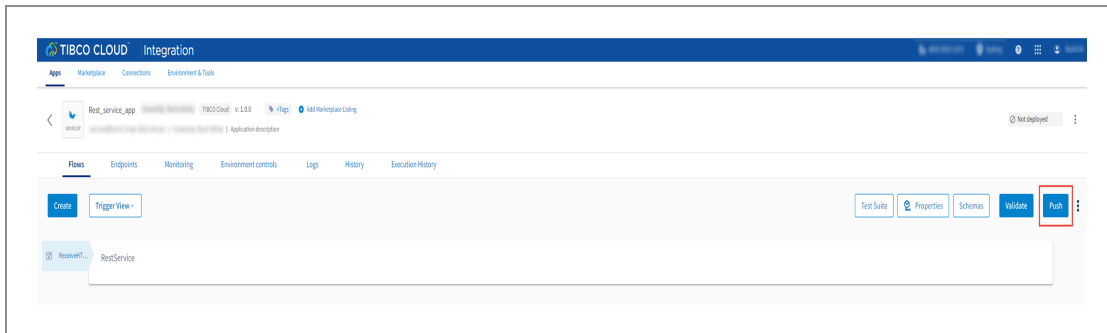 TIBCO CLOUD™ Integration
Apps Marketplace Connections Environment & Tools
Rest_service_app TIBCO Cloud v: 1.0.0 +Tags Add Marketplace Listing
DEVELOP | Application description
Not deployed
Flows Endpoints Monitoring Environment controls Logs History Execution History
Create Trigger View Test Suite Properties Schemas Validate Push
ReceiveHT... RestService